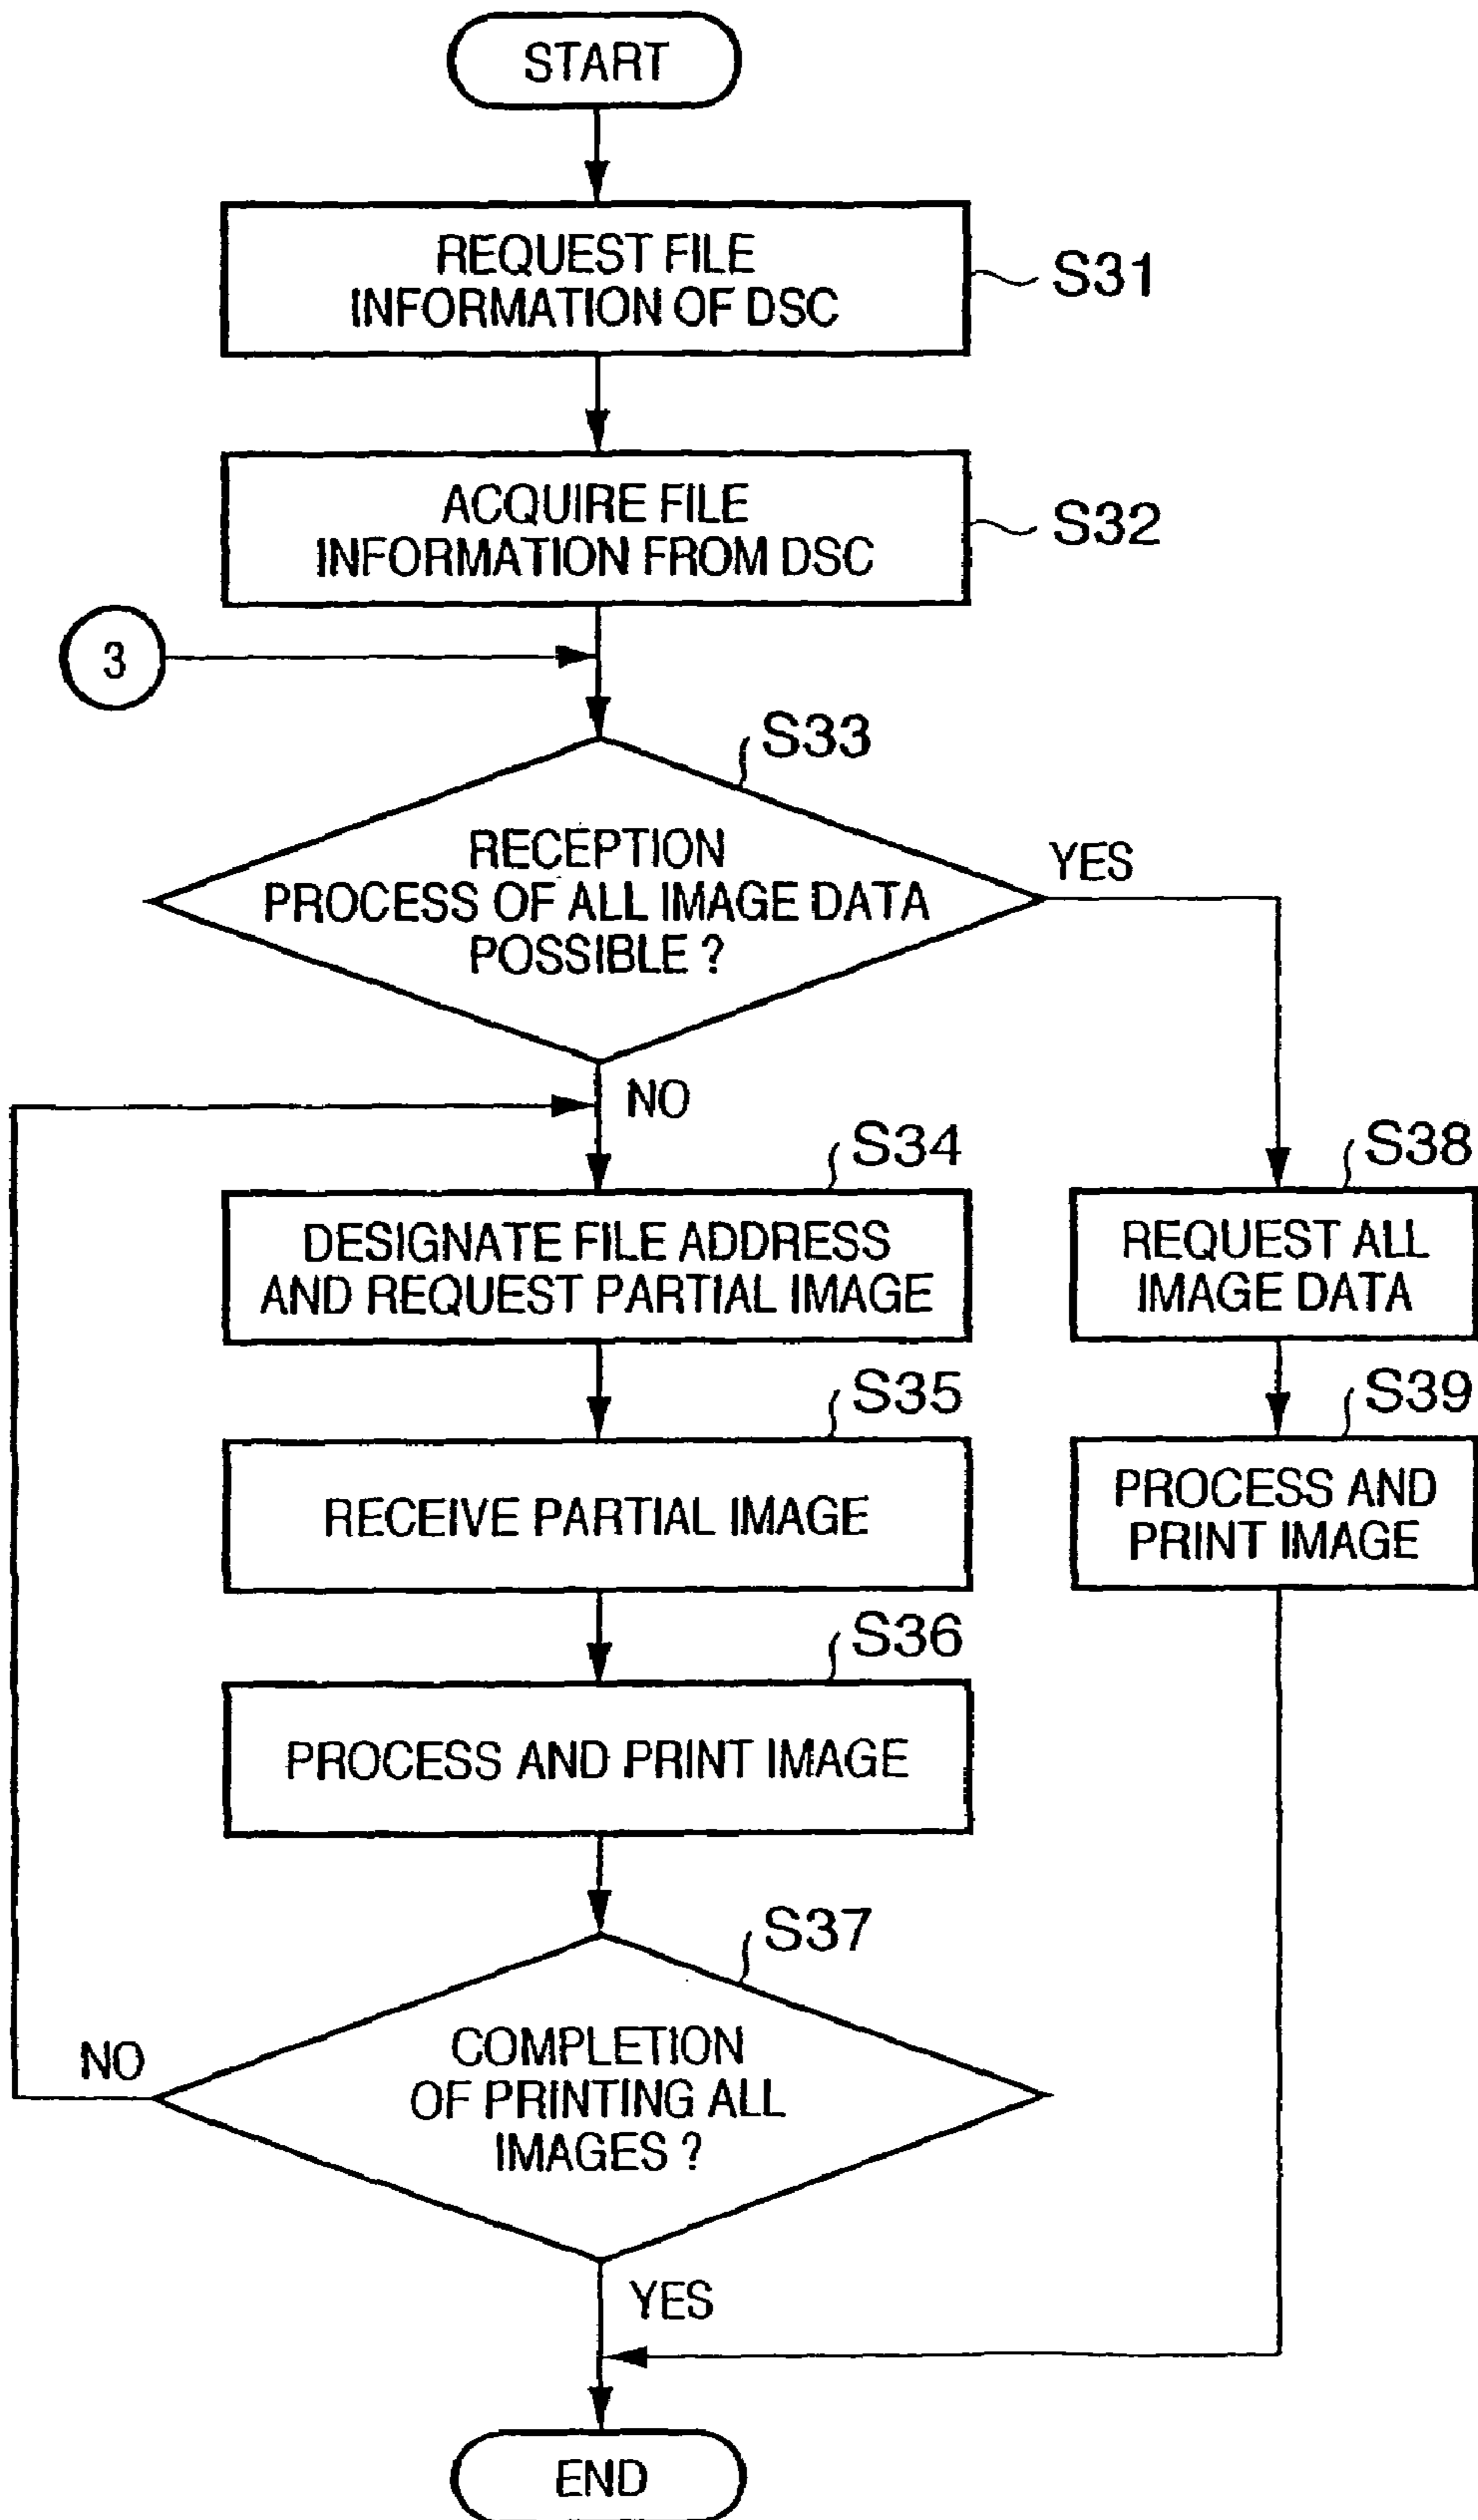 START
REQUEST FILE
INFORMATION OF DSC
S31
ACQUIRE FILE
INFORMATION FROM DSC
S32
3
S33
RECEPTION
PROCESS OF ALL IMAGE DATA
POSSIBLE ?
YES
NO
S34
DESIGNATE FILE ADDRESS
AND REQUEST PARTIAL IMAGE
S38
REQUEST ALL
IMAGE DATA
S35
RECEIVE PARTIAL IMAGE
S39
PROCESS AND
PRINT IMAGE
S36
PROCESS AND PRINT IMAGE
S37
COMPLETION
OF PRINTING ALL
IMAGES ?
NO
YES
END